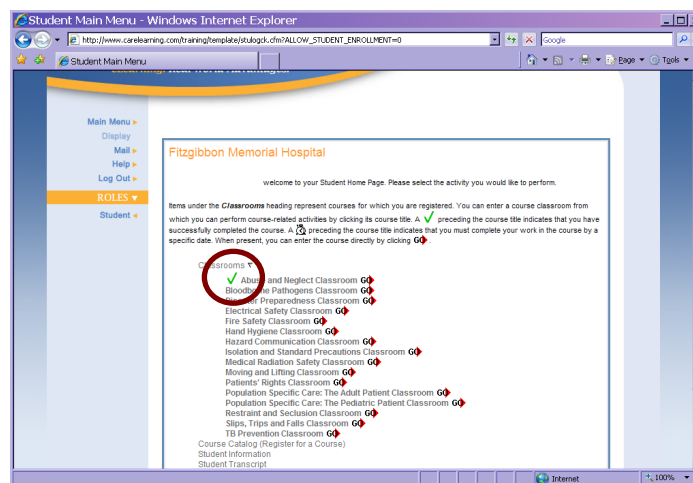 Student Main Menu - Windows Internet Explorer
http://www.carelearning.com/training/template/stulogck.cfm?ALLOW_STUDENT_ENROLLMENT=0
Google
Student Main Menu
Page
Tools
Main Menu
Display
Mail
Help
Log Out
ROLES
Student
Fitzgibbon Memorial Hospital
welcome to your Student Home Page. Please select the activity you would like to perform.
Items under the Classrooms heading represent courses for which you are registered. You can enter a course classroom from
which you can perform course-related activities by clicking its course title. A ✓ preceding the course title indicates that you have
successfully completed the course. A preceding the course title indicates that you must complete your work in the course by a
specific date. When present, you can enter the course directly by clicking GO .
Classrooms
✓ Abuse and Neglect Classroom GO
Bloodborne Pathogens Classroom GO
Disaster Preparedness Classroom GO
Electrical Safety Classroom GO
Fire Safety Classroom GO
Hand Hygiene Classroom GO
Hazard Communication Classroom GO
Isolation and Standard Precautions Classroom GO
Medical Radiation Safety Classroom GO
Moving and Lifting Classroom GO
Patients' Rights Classroom GO
Population Specific Care: The Adult Patient Classroom GO
Population Specific Care: The Pediatric Patient Classroom GO
Restraint and Seclusion Classroom GO
Slips, Trips and Falls Classroom GO
TB Prevention Classroom GO
Course Catalog (Register for a Course)
Student Information
Student Transcript
Internet
100%